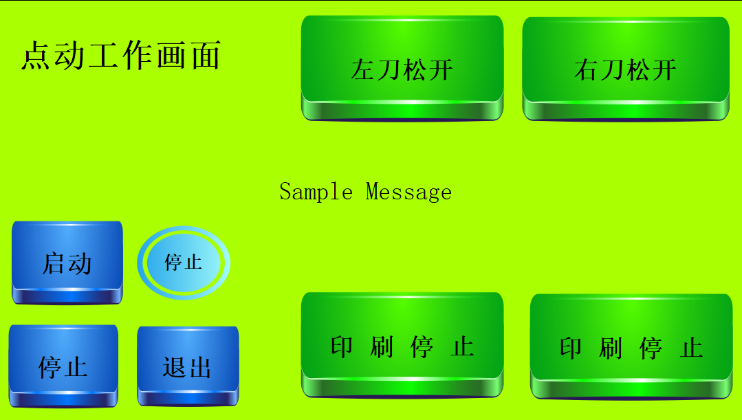 点动工作画面
左刀松开
右刀松开
Sample Message
启动
停止
印 刷 停 止
印 刷 停 止
停止
退出